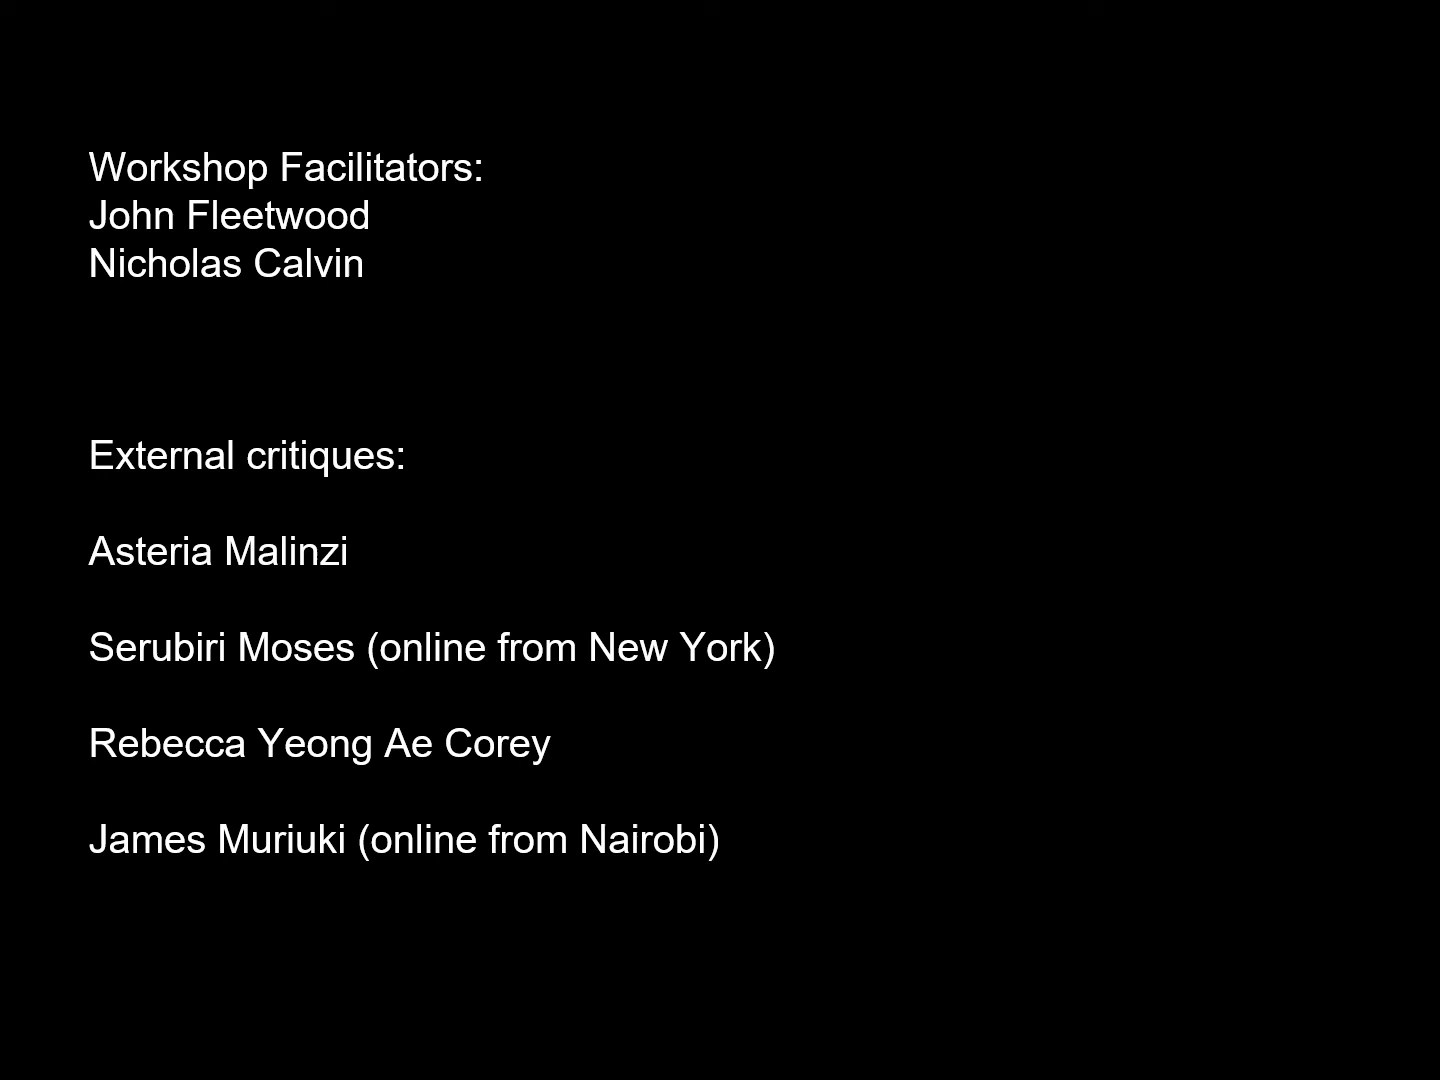 Workshop Facilitators:
John Fleetwood
Nicholas Calvin
External critiques:
Asteria Malinzi
Serubiri Moses (online from New York)
Rebecca Yeong Ae Corey
James Muriuki (online from Nairobi)